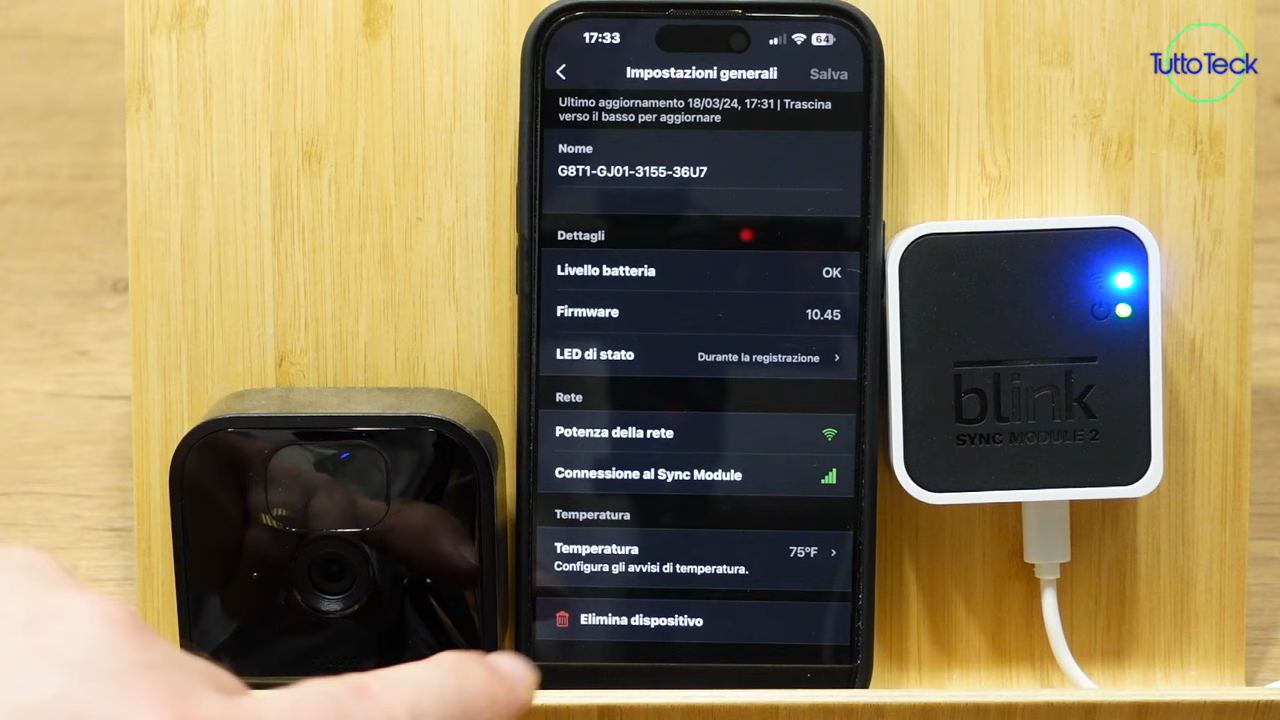 17:33
64
Impostazioni generali
Salva
Ultimo aggiornamento 18/03/24, 17:31 | Trascina
verso il basso per aggiornare
Nome
G8T1-GJ01-3155-36U7
Dettagli
Livello batteria
OK
Firmware
10.45
LED di stato
Durante la registrazione
Rete
Potenza della rete
Connessione al Sync Module
Temperatura
Temperatura
75°F
Configura gli avvisi di temperatura.
Elimina dispositivo
blink
SYNC MODULE 2
TuttoTeck